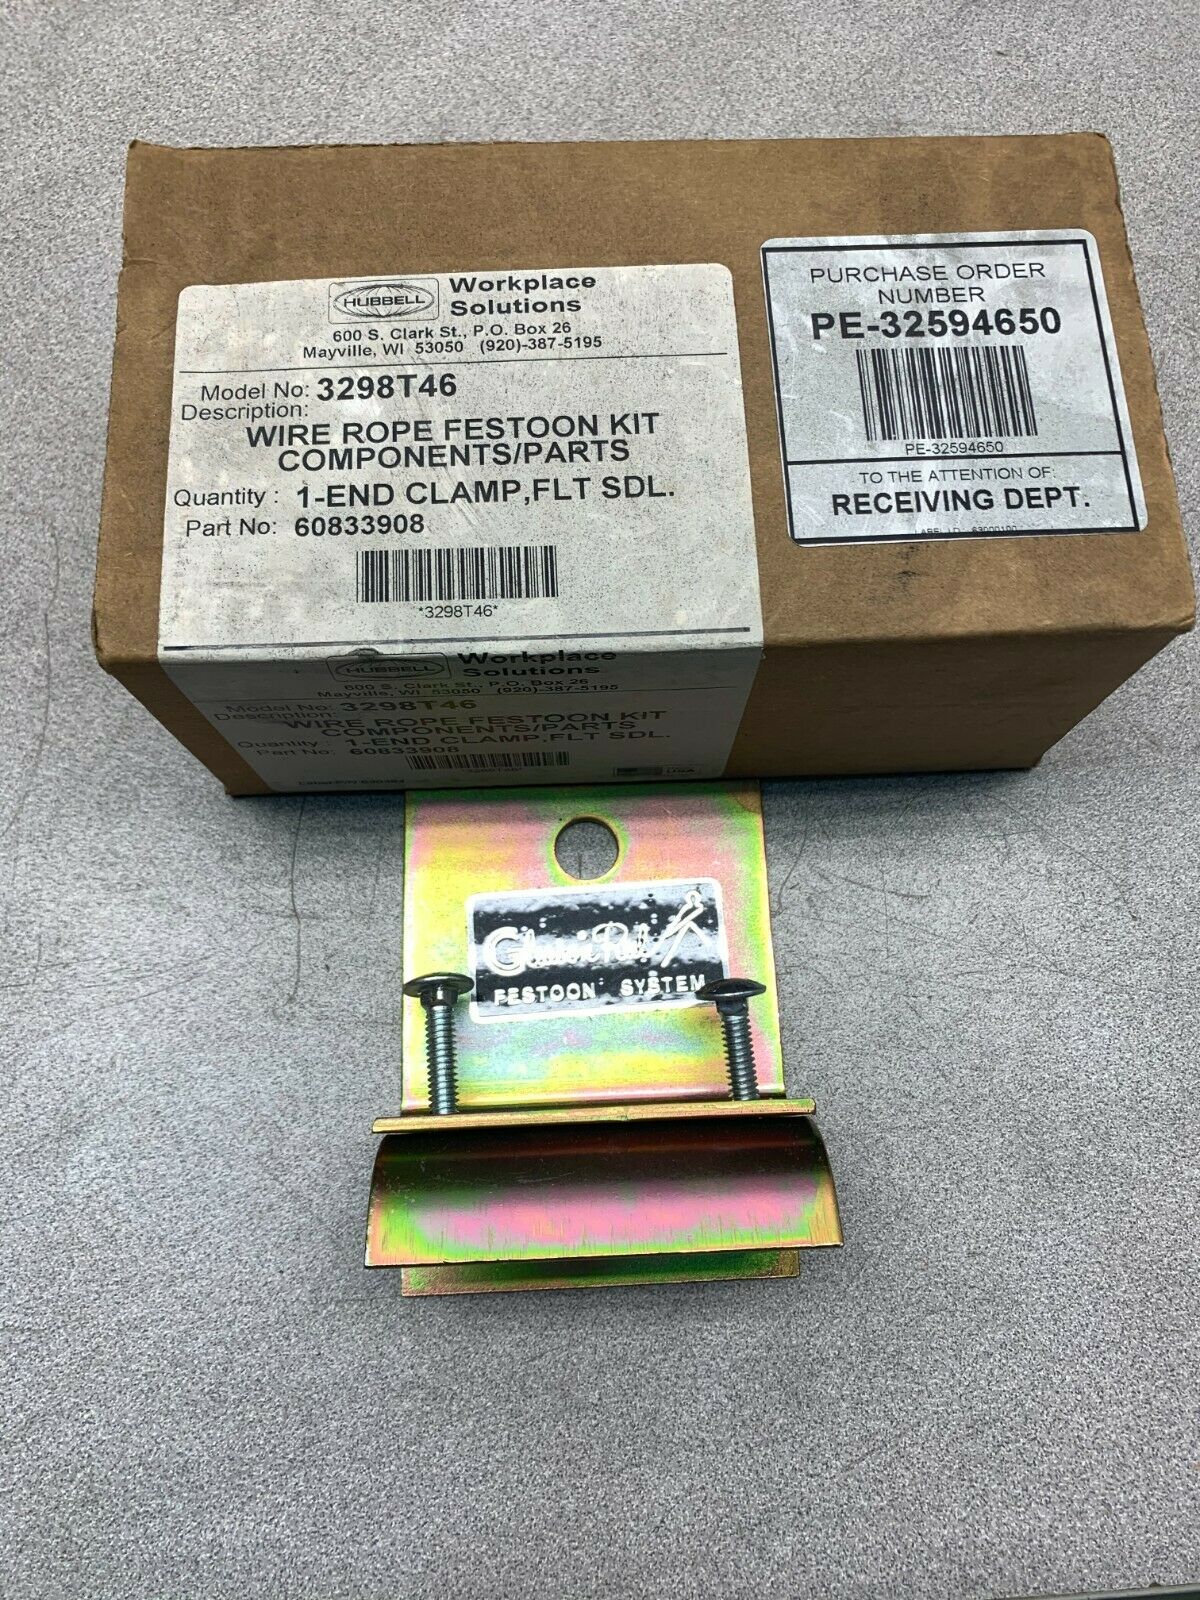 HUBBELL
Workplace
Solutions
600 S. Clark St., P.O. Box 26
Mayville, WI 53050 (920)-387-5195
Model No: 3298T46
Description:
WIRE ROPE FESTOON KIT
COMPONENTS/PARTS
Quantity : 1-END CLAMP,FLT SDL.
Part No: 60833908
*3298T46*
PURCHASE ORDER
NUMBER
PE-32594650
PE-32594650
TO THE ATTENTION OF:
RECEIVING DEPT.
HUBBELL
Workplace
Solutions
600 S. Clark St., P.O. Box 26
Mayville, WI 53050 (920)-387-5195
Model No: 3298T46
Description:
WIRE ROPE FESTOON KIT
COMPONENTS/PARTS
Quantity : 1-END CLAMP,FLT SDL.
Part No: 60833908
*3298T46*
USA
FESTOON SYSTEM